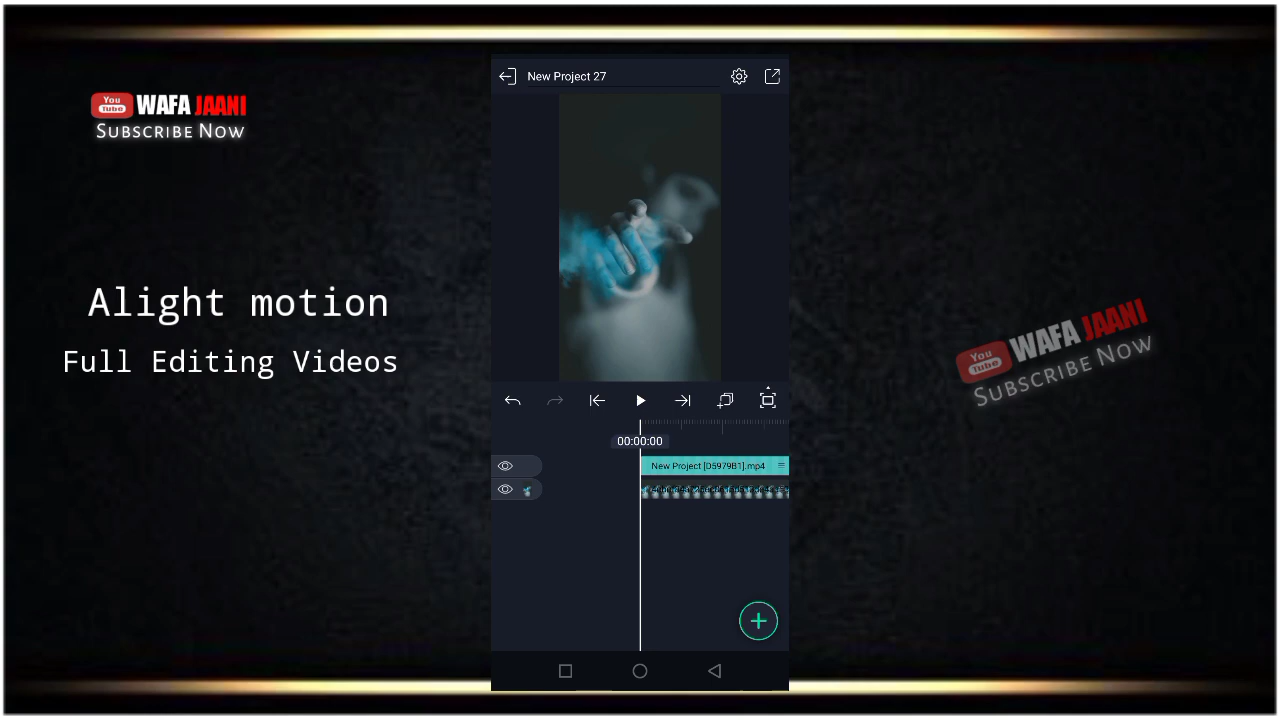 New Project 27
You
Tube
WAFA JAANI
SUBSCRIBE NOW
Alight motion
Full Editing Videos
You
Tube
WAFA JAANI
SUBSCRIBE NOW
00:00:00
New Project [D5979B1].mp4